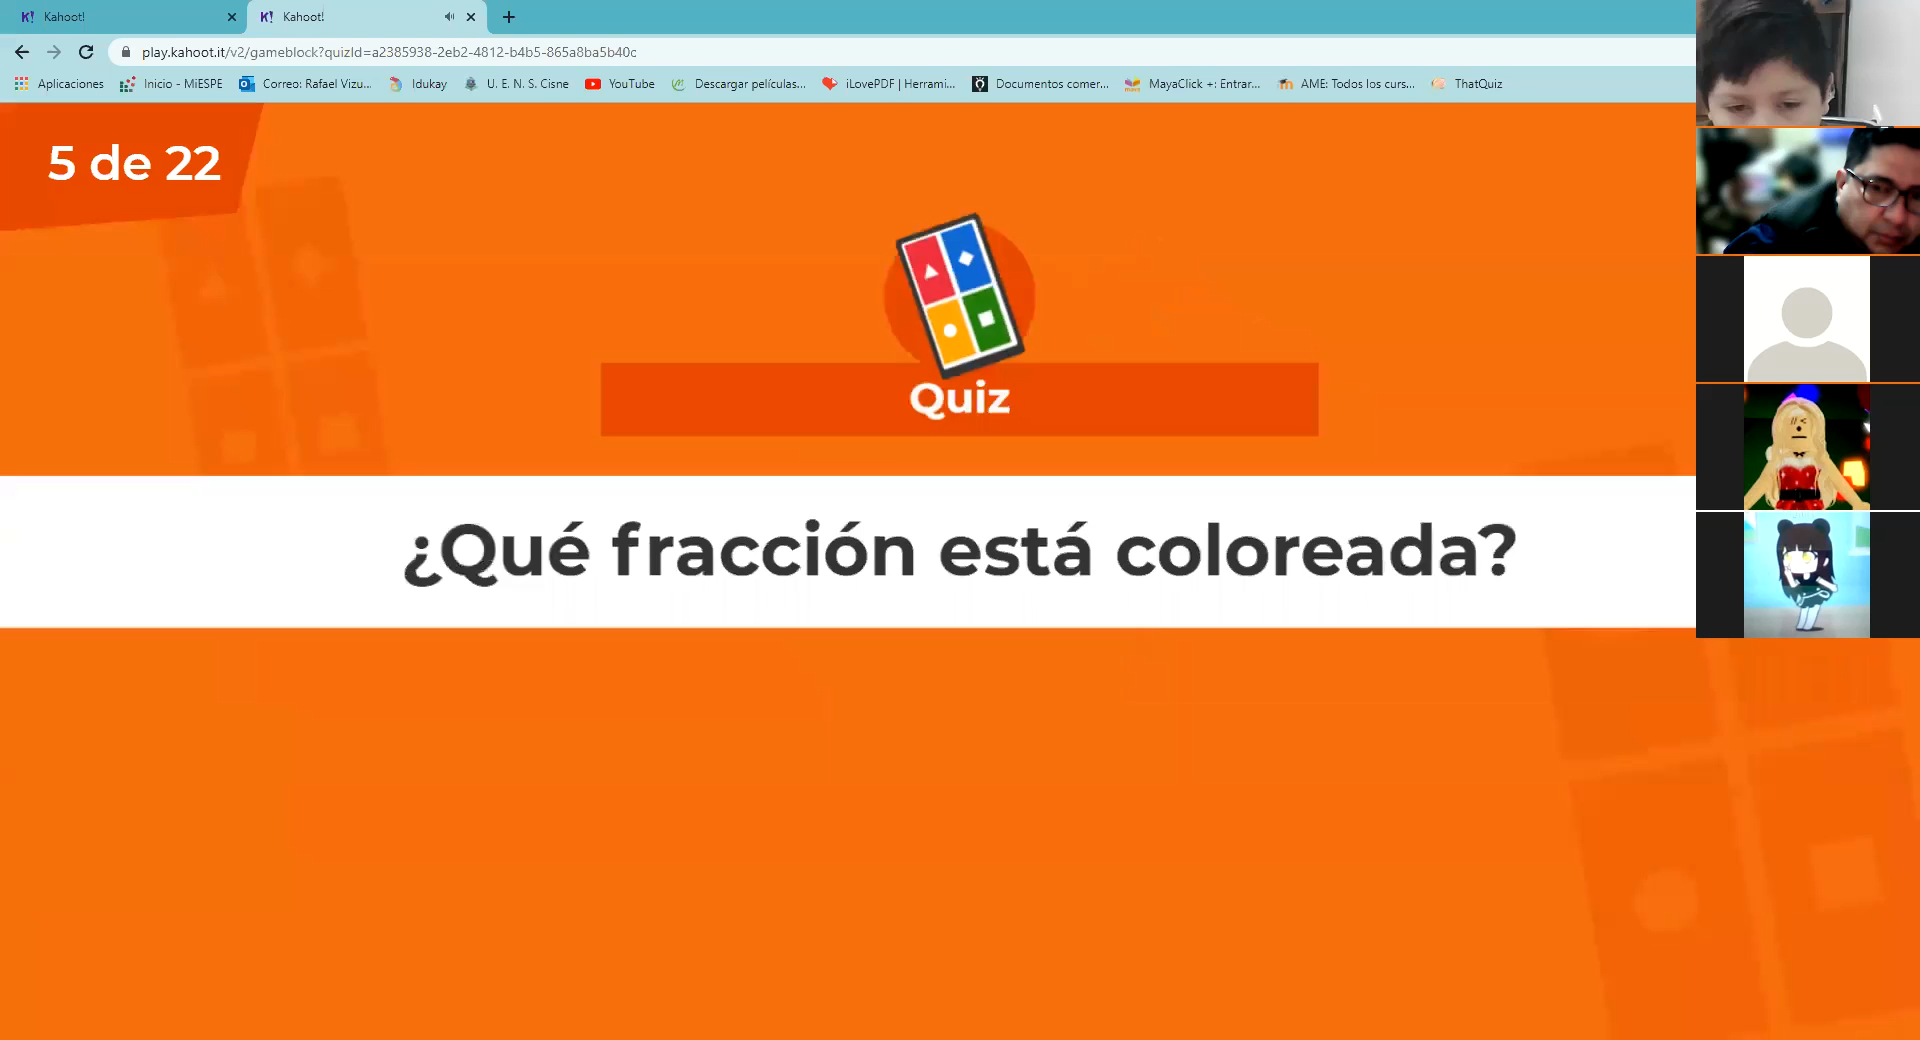 Kahoot!
Kahoot!
play.kahoot.it/v2/gameblock?quizId=a2385938-2eb2-4812-b4b5-865a8ba5b40c
Aplicaciones Inicio - MiESPE Correo: Rafael Vizu... Idukay U. E. N. S. Cisne YouTube Descargar películas... iLovePDF | Herrami... Documentos comer... MayaClick +: Entrar... AME: Todos los curs... ThatQuiz
5 de 22
Quiz
¿Qué fracción está coloreada?